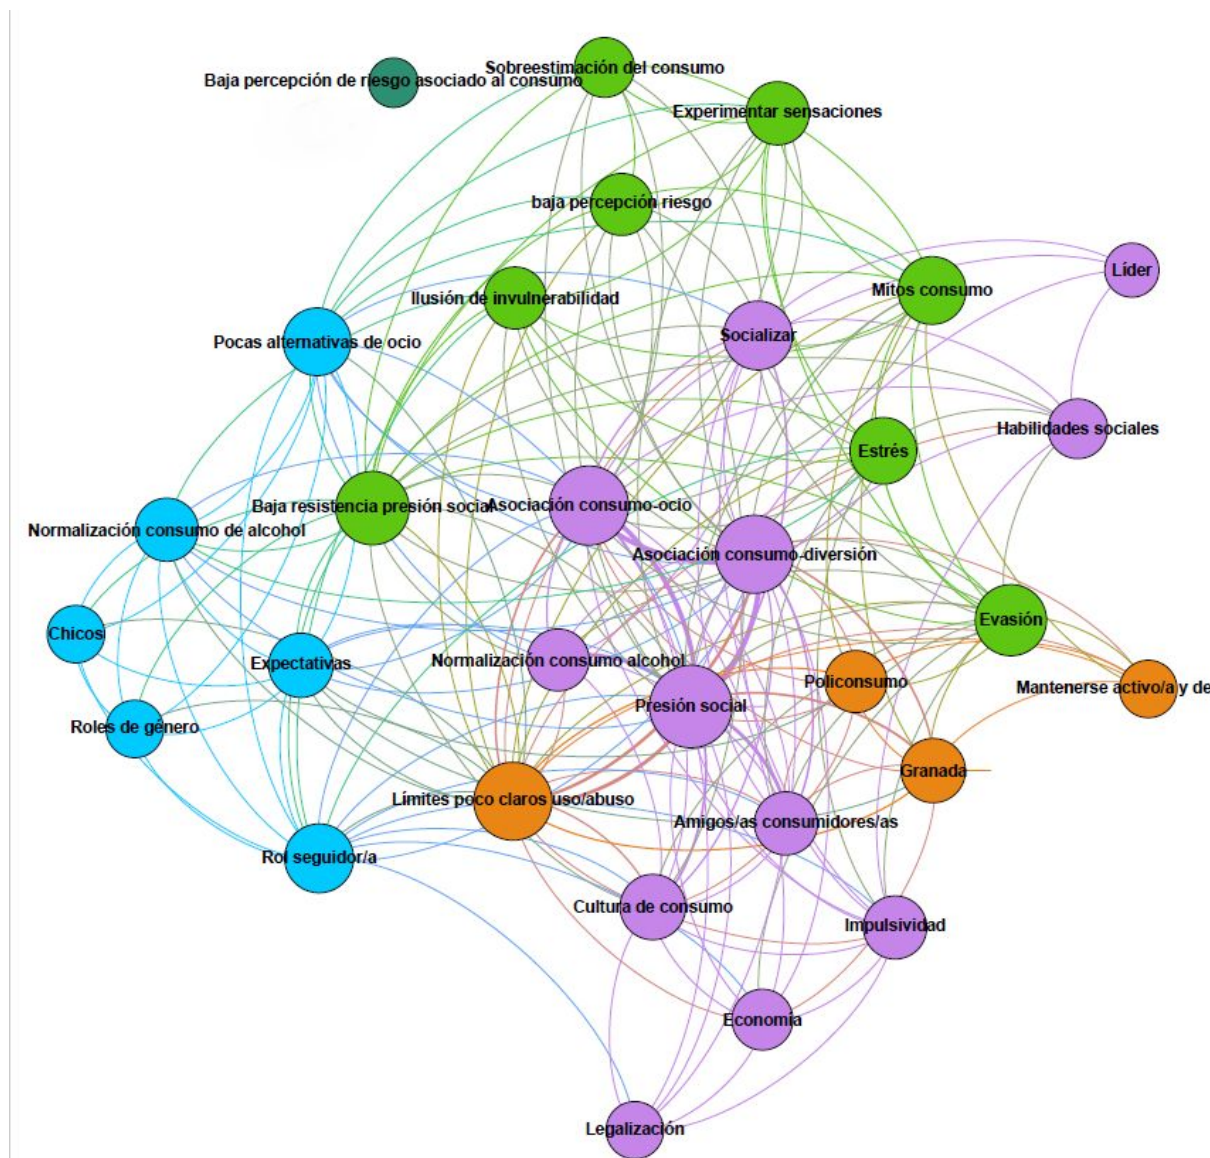 Sobreestimación del consumo
Baja percepción de riesgo asociado al consumo
Experimentar sensaciones
baja percepción riesgo
Líder
Mitos consumo
Ilusión de invulnerabilidad
Socializar
Pocas alternativas de ocio
Habilidades sociales
Estrés
Asociación consumo-ocio
Baja resistencia presión social
Normalización consumo de alcohol
Asociación consumo-diversión
Evasión
Chicos
Normalización consumo alcohol
Expectativas
Policonsumo
Mantenerse activo/a y de
Presión social
Roles de género
Granada
Límites poco claros uso/abuso
Amigos/as consumidores/as
Rol seguidor/a
Cultura de consumo
Impulsividad
Economía
Legalización